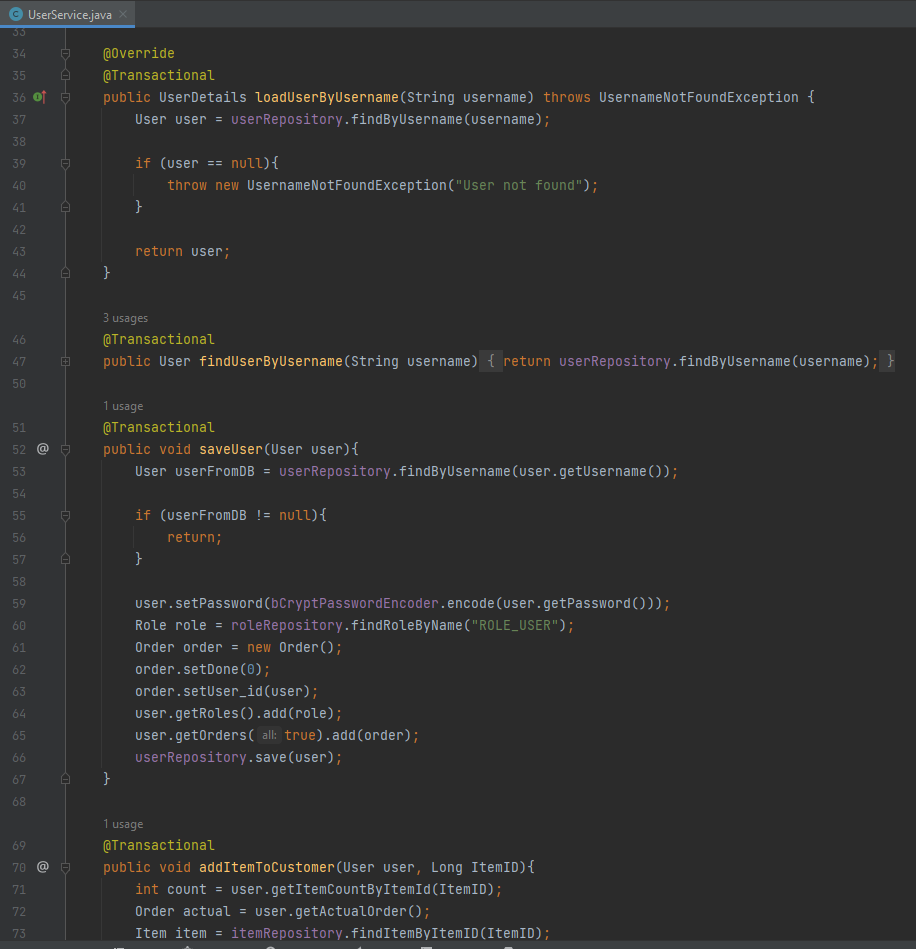 UserService.java
33
34 @Override
35 @Transactional
36 public UserDetails loadUserByUsername(String username) throws UsernameNotFoundException {
37 User user = userRepository.findByUsername(username);
38
39 if (user == null){
40 throw new UsernameNotFoundException("User not found");
41 }
42
43 return user;
44 }
45
3 usages
46 @Transactional
47 public User findUserByUsername(String username) { return userRepository.findByUsername(username); }
50
1 usage
51 @Transactional
52 @ public void saveUser(User user){
53 User userFromDB = userRepository.findByUsername(user.getUsername());
54
55 if (userFromDB != null){
56 return;
57 }
58
59 user.setPassword(bCryptPasswordEncoder.encode(user.getPassword()));
60 Role role = roleRepository.findRoleByName("ROLE_USER");
61 Order order = new Order();
62 order.setDone(0);
63 order.setUser_id(user);
64 user.getRoles().add(role);
65 user.getOrders( all: true).add(order);
66 userRepository.save(user);
67 }
68
1 usage
69 @Transactional
70 @ public void addItemToCustomer(User user, Long ItemID){
71 int count = user.getItemCountByItemId(ItemID);
72 Order actual = user.getActualOrder();
73 Item item = itemRepository.findItemByItemID(ItemID);